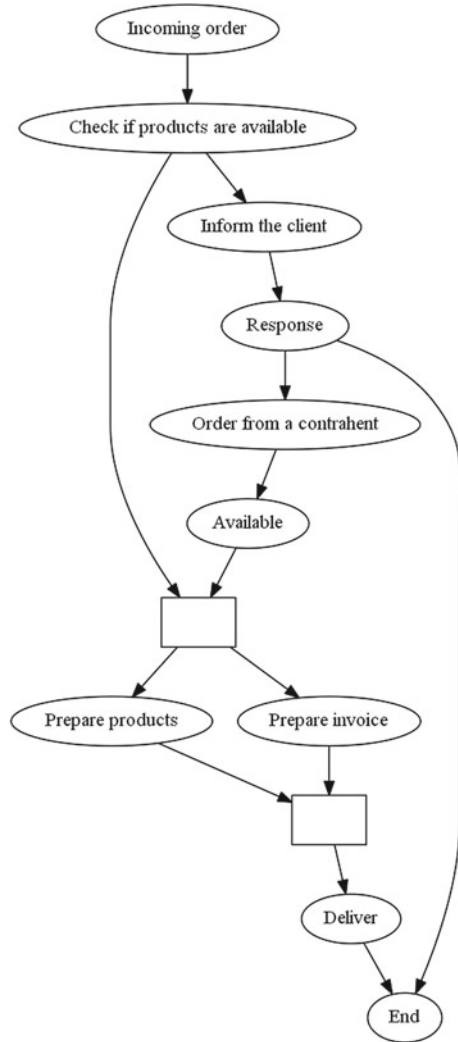 Incoming order
Check if products are available
Inform the client
Response
Order from a contrahent
Available
Prepare products
Prepare invoice
Deliver
End